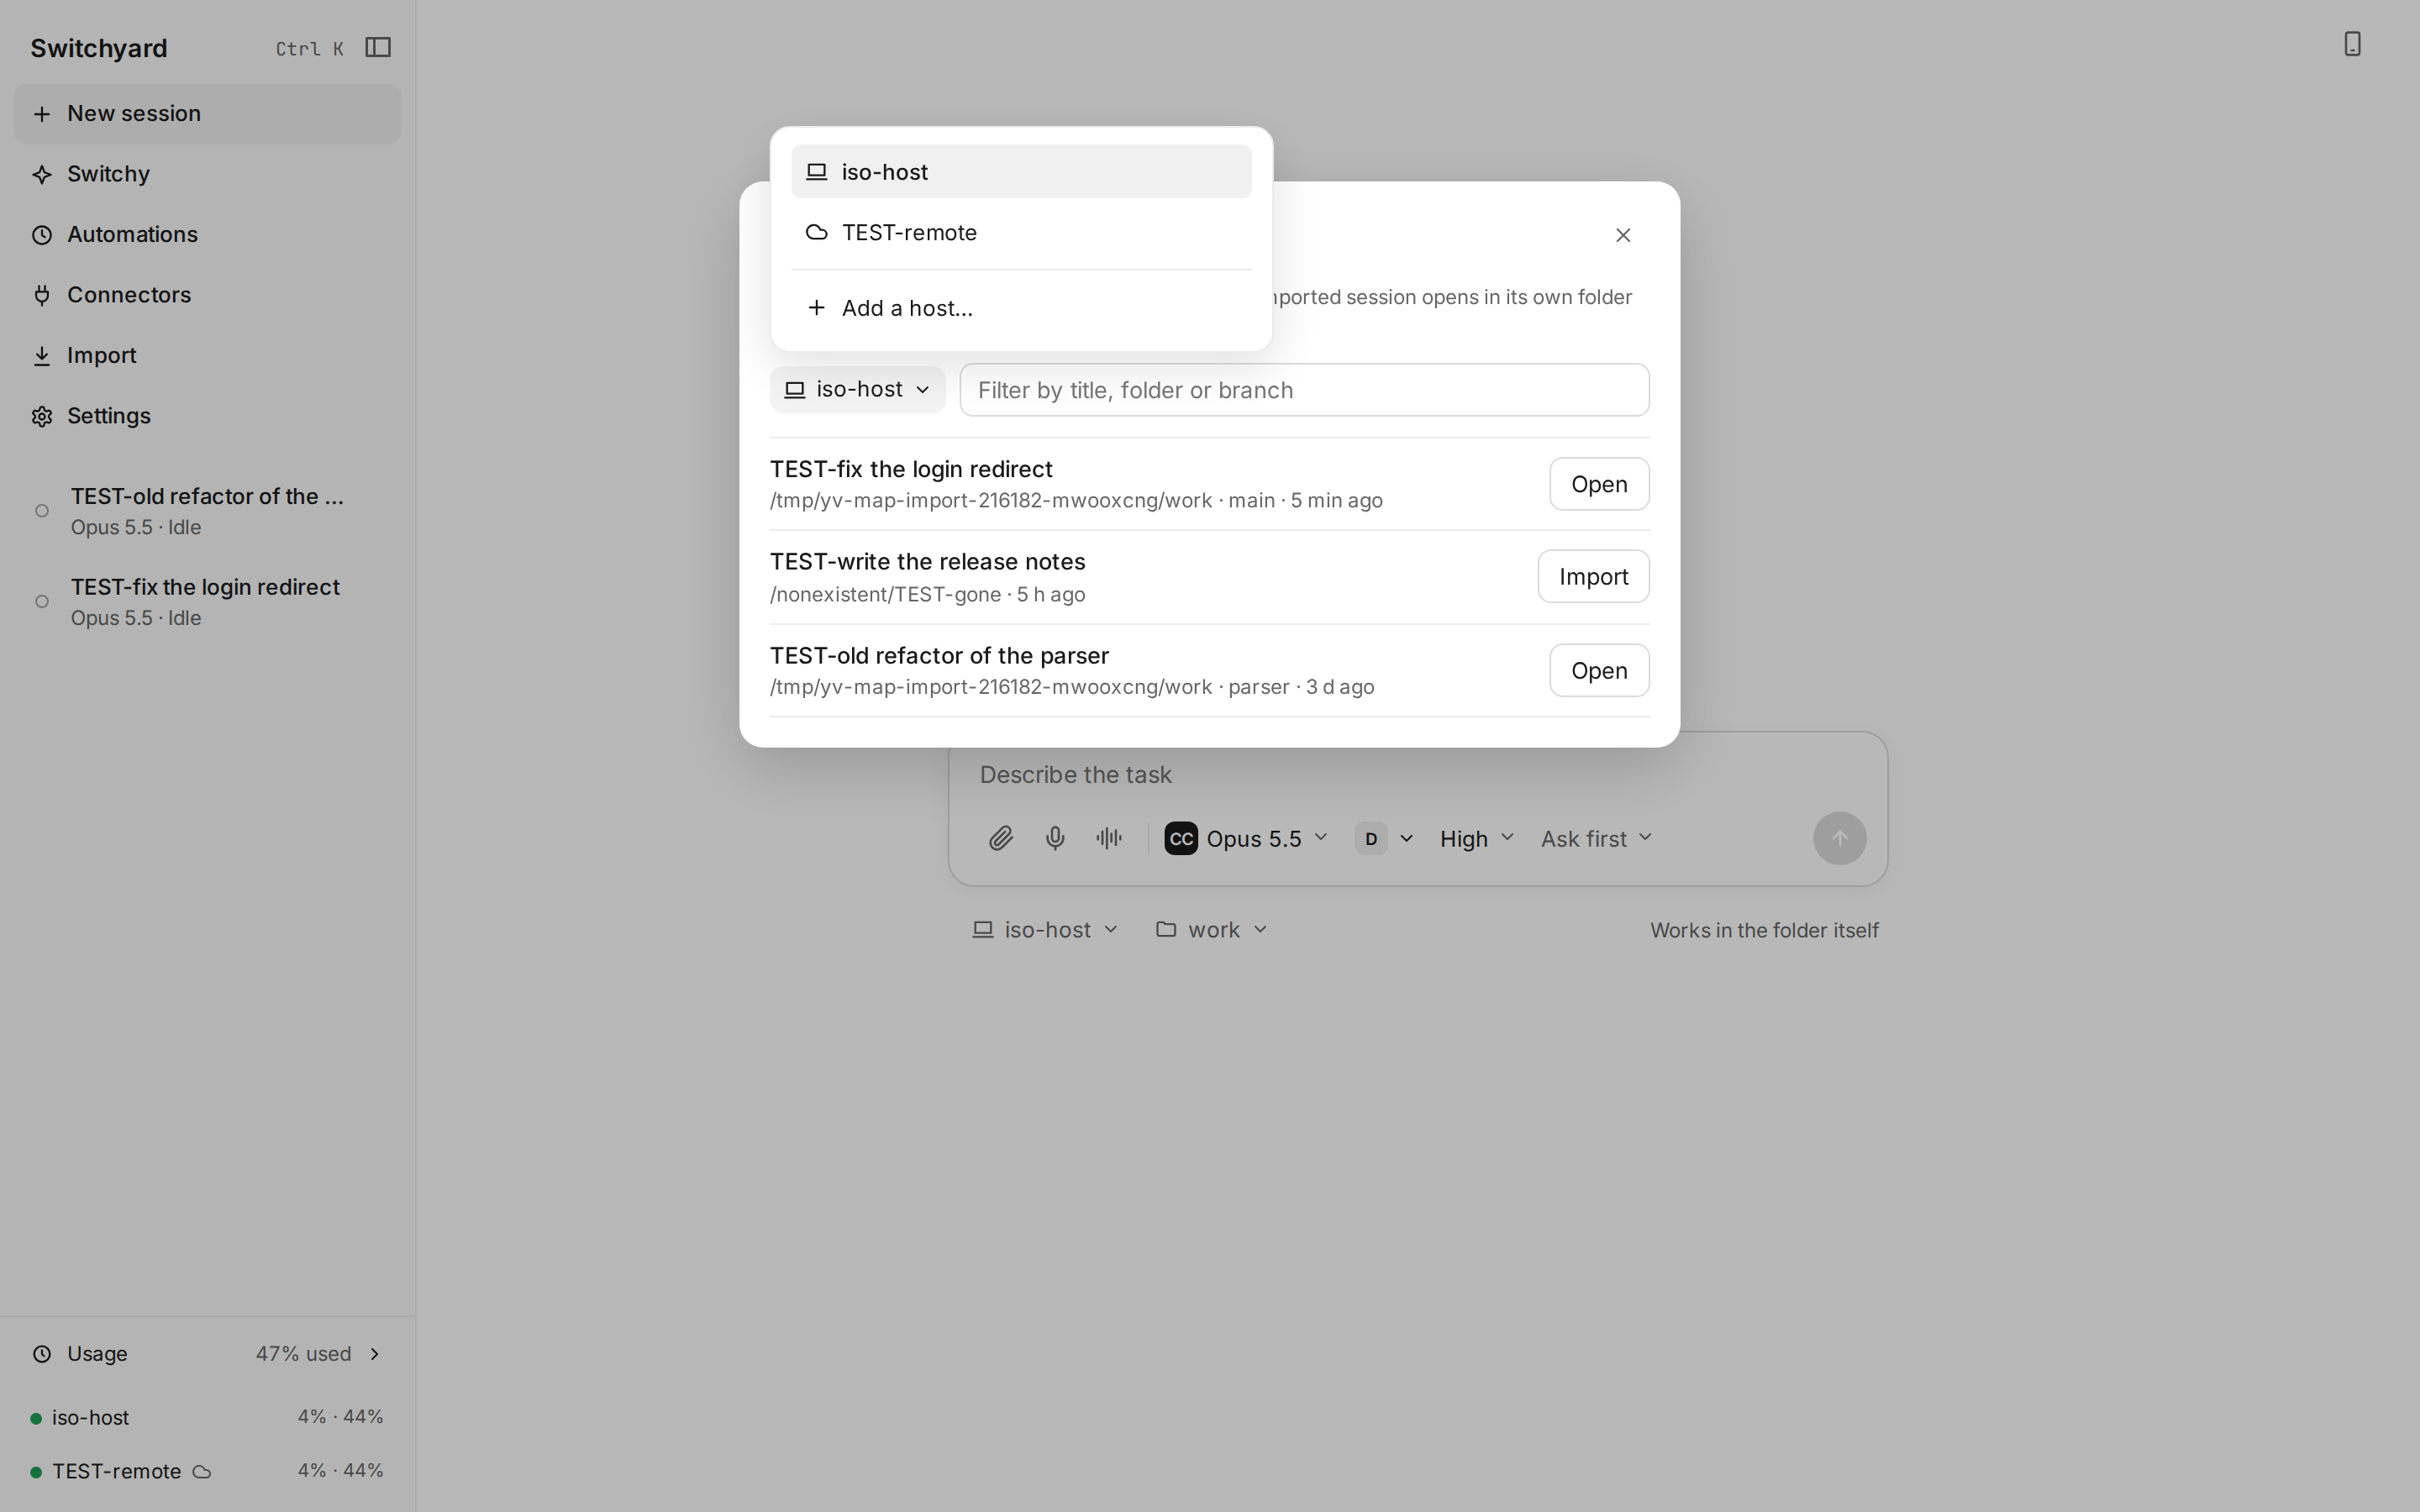 Switchyard
Ctrl K
New session
Switchy
Automations
Connectors
Import
Settings
TEST-old refactor of the ...
Opus 5.5 · Idle
TEST-fix the login redirect
Opus 5.5 · Idle
Usage
47% used
iso-host
4% · 44%
TEST-remote
4% · 44%
iso-host
TEST-remote
Add a host...
session opens in its own folder
iso-host
Filter by title, folder or branch
TEST-fix the login redirect
/tmp/yv-map-import-216182-mwooxcng/work · main · 5 min ago
Open
TEST-write the release notes
/nonexistent/TEST-gone · 5 h ago
Import
TEST-old refactor of the parser
/tmp/yv-map-import-216182-mwooxcng/work · parser · 3 d ago
Open
Describe the task
CC Opus 5.5
D
High
Ask first
iso-host
work
Works in the folder itself